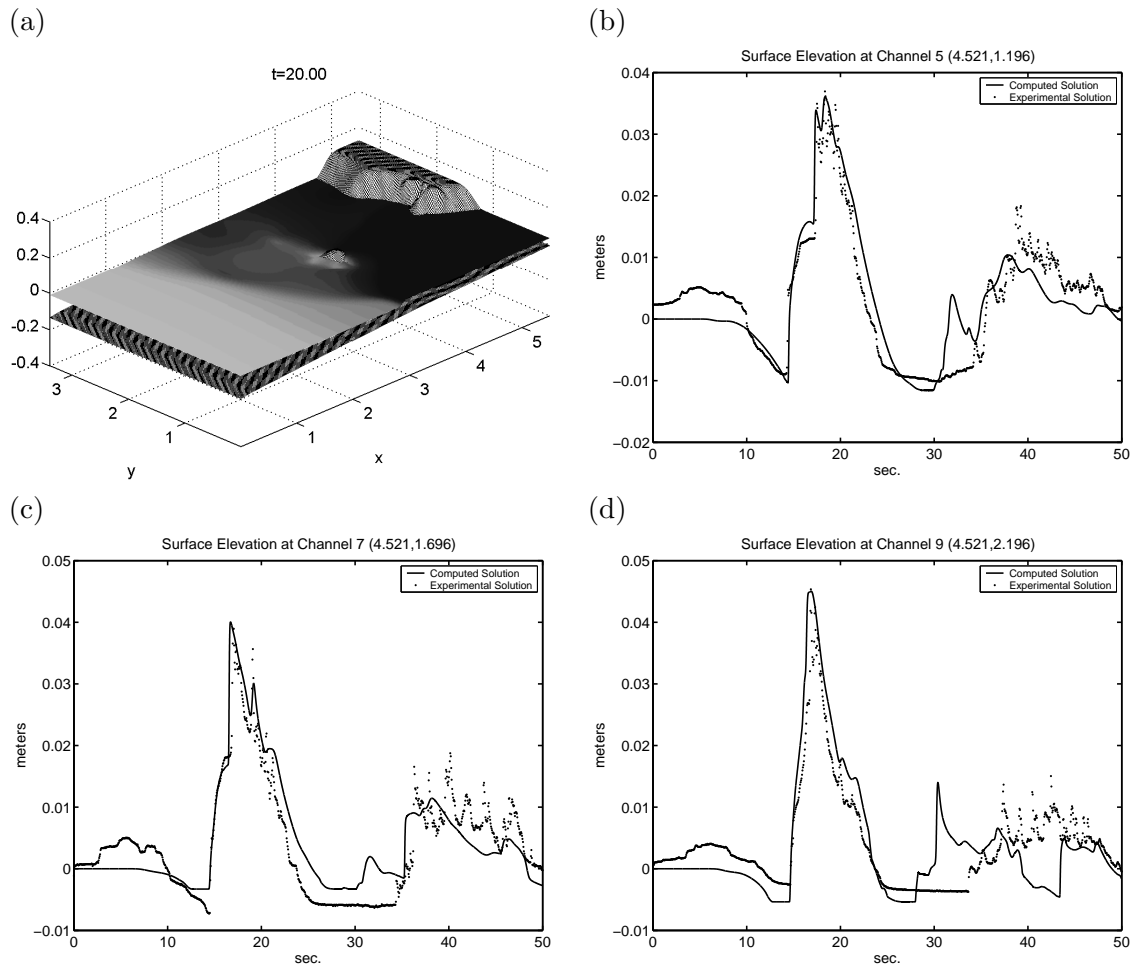 (a)
t=20.00
0.4
0.2
0
-0.2
-0.4
3
2
1
y
1
2
3
4
5
x
(b)
Surface Elevation at Channel 5 (4.521,1.196)
Computed Solution
Experimental Solution
0.04
0.03
0.02
0.01
0
−0.01
−0.02
meters
0 10 20 30 40 50
sec.
(c)
Surface Elevation at Channel 7 (4.521,1.696)
Computed Solution
Experimental Solution
0.05
0.04
0.03
0.02
0.01
0
−0.01
meters
0 10 20 30 40 50
sec.
(d)
Surface Elevation at Channel 9 (4.521,2.196)
Computed Solution
Experimental Solution
0.05
0.04
0.03
0.02
0.01
0
−0.01
meters
0 10 20 30 40 50
sec.